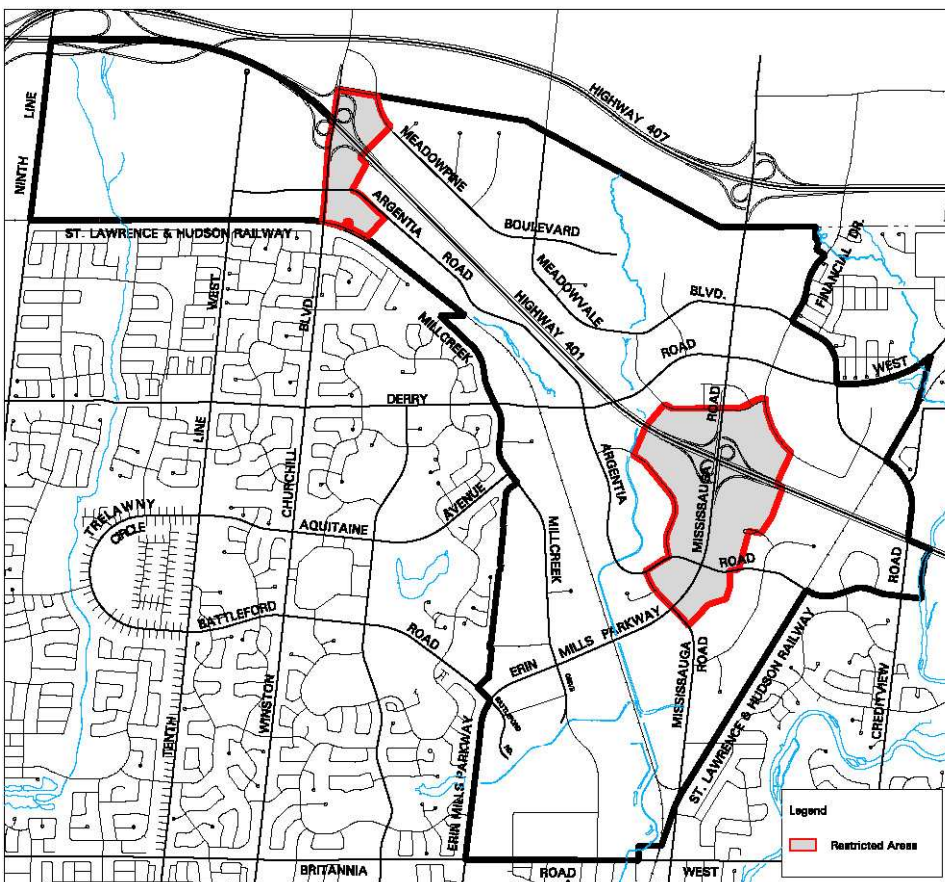 HIGHWAY 407
NINTH LINE
MEADOWPINE BOULEVARD
ARGENTIA ROAD
ST. LAWRENCE & HUDSON RAILWAY
FINANCIAL DR.
MEADOWVALE BLVD.
HIGHWAY 401
WEST
BLVD.
MILLCREEK
DERRY
ROAD
WEST
ROAD
LINE
CHURCHILL
ARGENTIA
MISSISSAUGA
TRELAWNY
CIRCLE
AQUITAINE
AVENUE
MILLCREEK
ROAD
ROAD
BATTLEFORD
ROAD
ERIN MILLS PARKWAY
MISSISSAUGA
ROAD
ST. LAWRENCE & HUDSON RAILWAY
CREDITVIEW
TENTH
WINSTON
BATTLEFORD
RD.
ERIN MILLS PARKWAY
BRITANNIA
ROAD
WEST
Legend
Restricted Areas